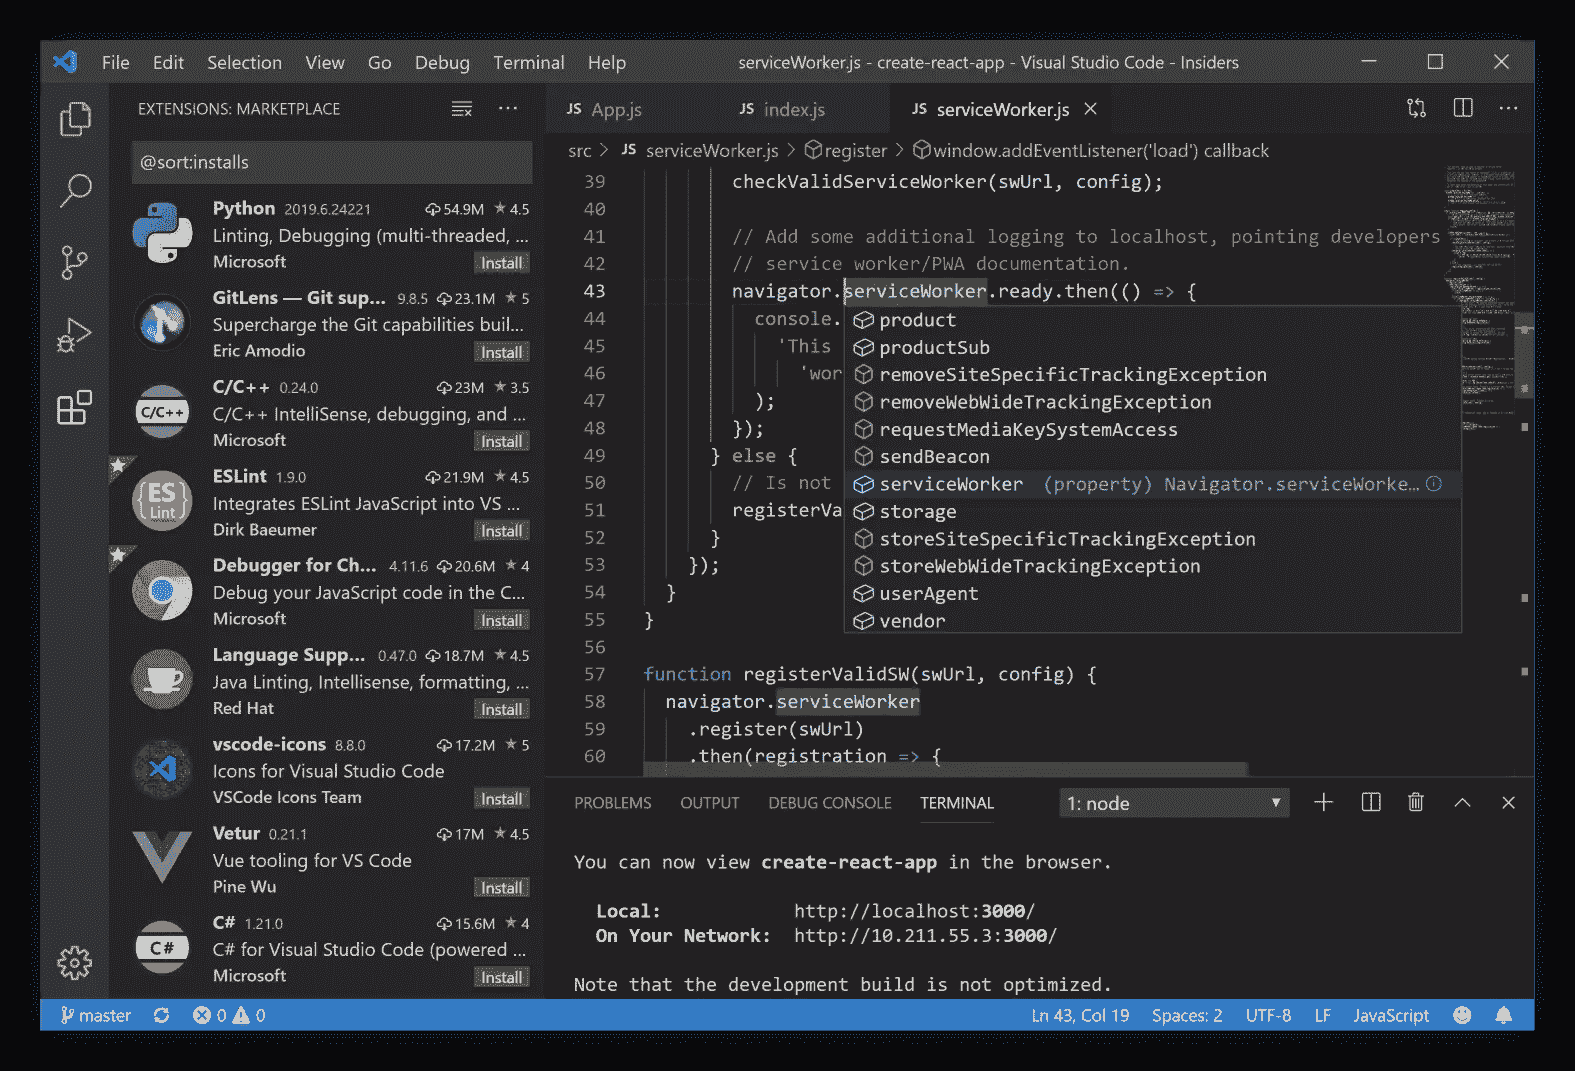 File Edit Selection View Go Debug Terminal Help serviceWorker.js - create-react-app - Visual Studio Code - Insiders
EXTENSIONS: MARKETPLACE
@sort:installs
Python 2019.6.24221 54.9M ★ 4.5
Linting, Debugging (multi-threaded, ...
Microsoft Install
GitLens — Git sup... 9.8.5 23.1M ★ 5
Supercharge the Git capabilities buil...
Eric Amodio Install
C/C++
C/C++ 0.24.0 23M ★ 3.5
C/C++ IntelliSense, debugging, and ...
Microsoft Install
ES
Lint
ESLint 1.9.0 21.9M ★ 4.5
Integrates ESLint JavaScript into VS ...
Dirk Baeumer Install
Debugger for Ch... 4.11.6 20.6M ★ 4
Debug your JavaScript code in the C...
Microsoft Install
Language Supp... 0.47.0 18.7M ★ 4.5
Java Linting, Intellisense, formatting, ...
Red Hat Install
vscode-icons 8.8.0 17.2M ★ 5
Icons for Visual Studio Code
VSCode Icons Team Install
Vetur 0.21.1 17M ★ 4.5
Vue tooling for VS Code
Pine Wu Install
C#
C# 1.21.0 15.6M ★ 4
C# for Visual Studio Code (powered ...
Microsoft Install
JS App.js JS index.js JS serviceWorker.js
src > JS serviceWorker.js > register > window.addEventListener('load') callback
39 checkValidServiceWorker(swUrl, config);
40
41 // Add some additional logging to localhost, pointing developers
42 // service worker/PWA documentation.
43 navigator.serviceWorker.ready.then(() => {
44 console.
45 'This
46 'wor
47 );
48 });
49 } else {
50 // Is not
51 registerVa
52 }
53 });
54 }
55 }
56
57 function registerValidSW(swUrl, config) {
58 navigator.serviceWorker
59 .register(swUrl)
60 .then(registration => {
product
productSub
removeSiteSpecificTrackingException
removeWebWideTrackingException
requestMediaKeySystemAccess
sendBeacon
serviceWorker (property) Navigator.serviceWorke...
storage
storeSiteSpecificTrackingException
storeWebWideTrackingException
userAgent
vendor
PROBLEMS OUTPUT DEBUG CONSOLE TERMINAL 1: node
You can now view create-react-app in the browser.
Local: http://localhost:3000/
On Your Network: http://10.211.55.3:3000/
Note that the development build is not optimized.
master 0 0 Ln 43, Col 19 Spaces: 2 UTF-8 LF JavaScript